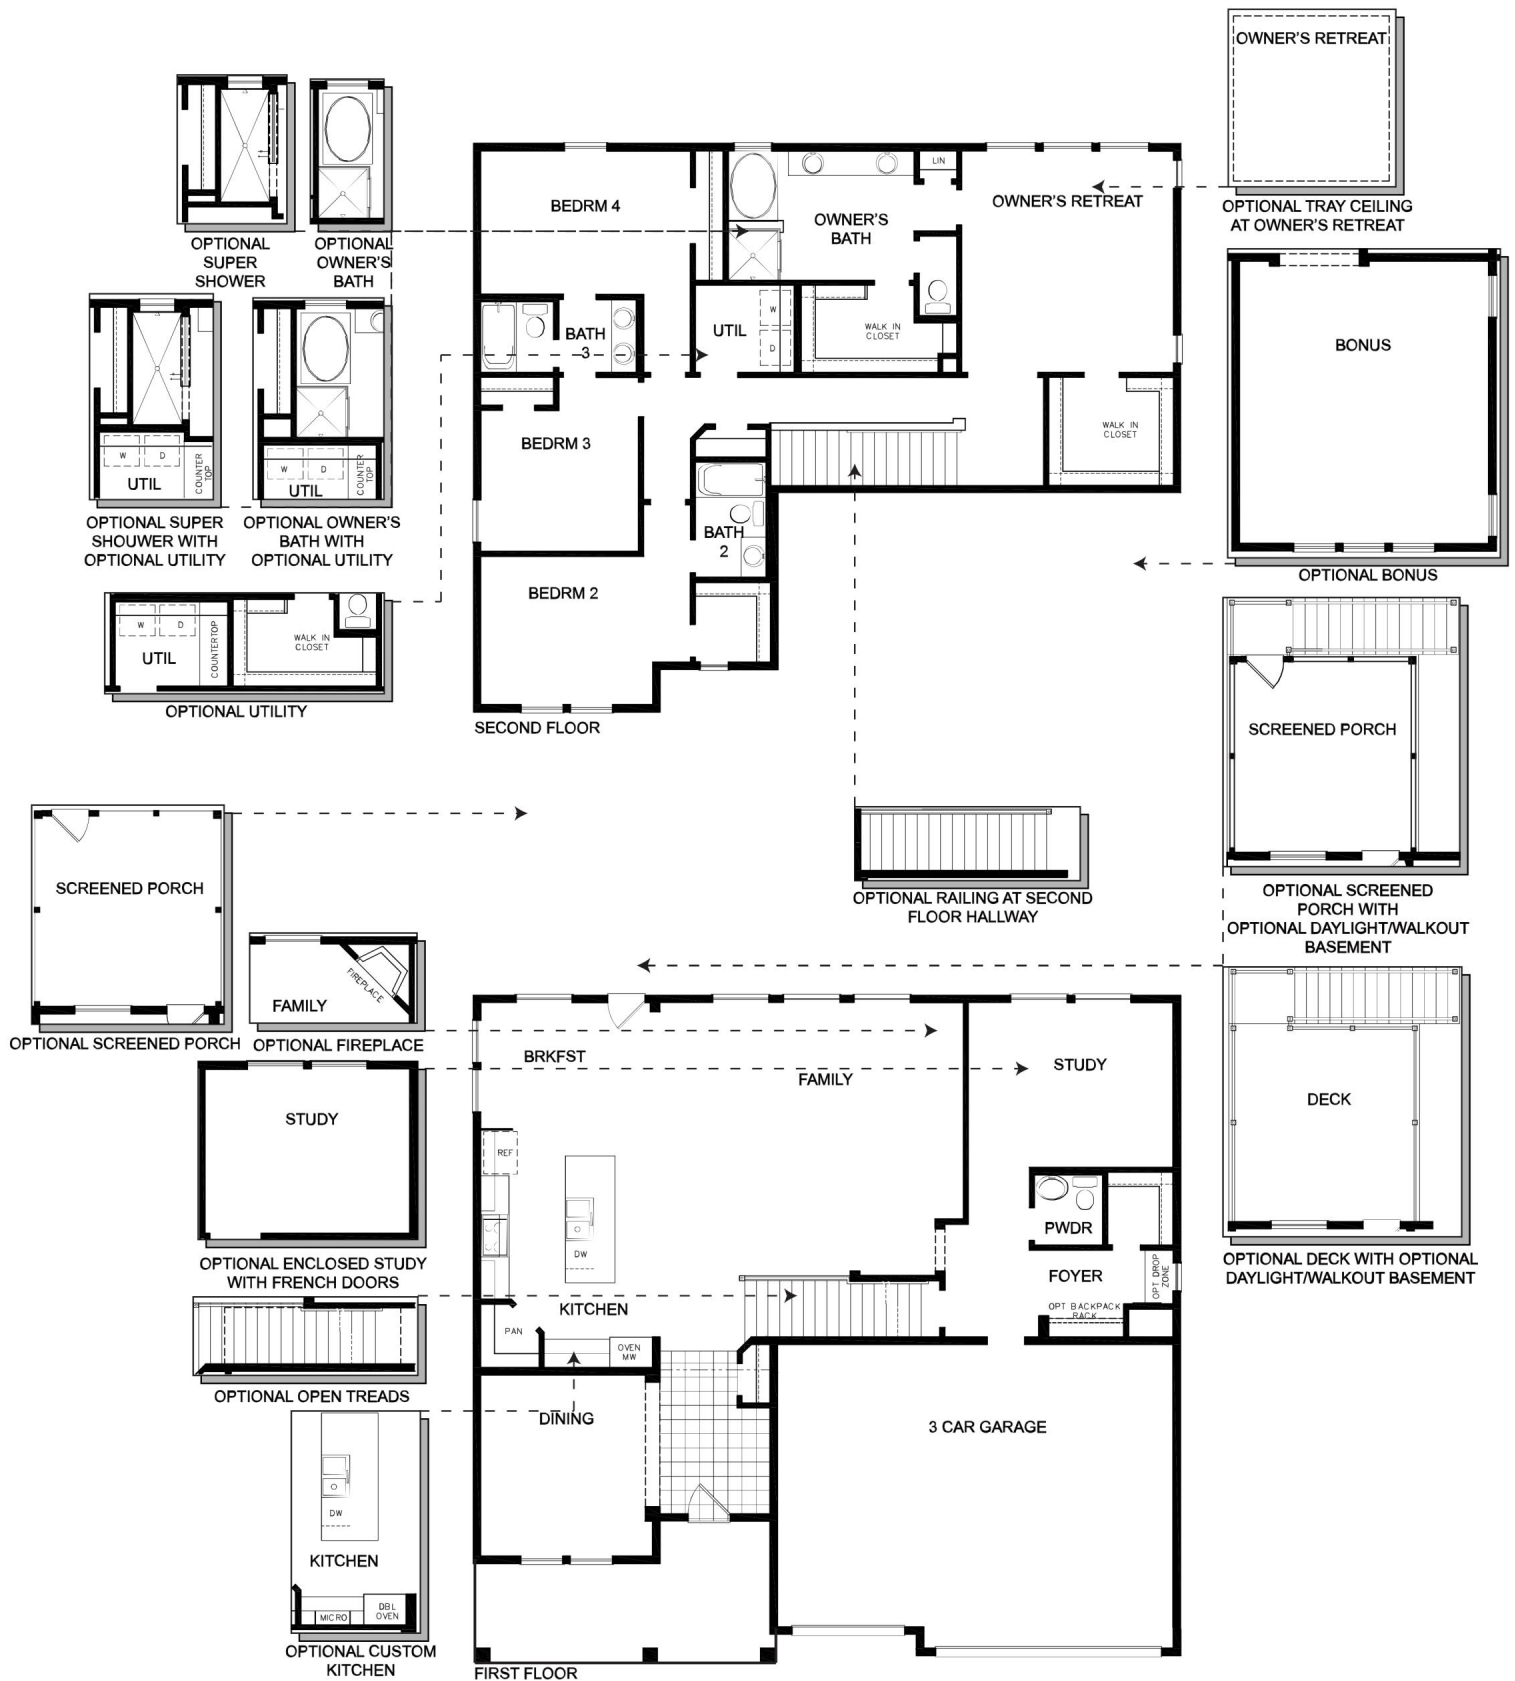 OWNER'S RETREAT
OPTIONAL TRAY CEILING
AT OWNER'S RETREAT
OPTIONAL
SUPER
SHOWER
OPTIONAL
OWNER'S
BATH
BEDRM 4
OWNER'S
BATH
LIN
OWNER'S RETREAT
BATH
3
UTIL
W
D
WALK IN
CLOSET
BONUS
OPTIONAL BONUS
W
D
UTIL
COUNTER
TOP
OPTIONAL SUPER
SHOUWER WITH
OPTIONAL UTILITY
W
D
UTIL
COUNTER
TOP
OPTIONAL OWNER'S
BATH WITH
OPTIONAL UTILITY
BEDRM 3
WALK IN
CLOSET
BATH
2
BEDRM 2
SECOND FLOOR
W
D
UTIL
COUNTERTOP
WALK IN
CLOSET
OPTIONAL UTILITY
SCREENED PORCH
OPTIONAL SCREENED
PORCH WITH
OPTIONAL DAYLIGHT/WALKOUT
BASEMENT
SCREENED PORCH
OPTIONAL SCREENED PORCH
OPTIONAL RAILING AT SECOND
FLOOR HALLWAY
FIREPLACE
FAMILY
OPTIONAL FIREPLACE
STUDY
OPTIONAL ENCLOSED STUDY
WITH FRENCH DOORS
OPTIONAL OPEN TREADS
DW
KITCHEN
MICRO
DBL
OVEN
OPTIONAL CUSTOM
KITCHEN
BRKFST
FAMILY
STUDY
REF
DW
KITCHEN
PAN
OVEN
MW
PWDR
FOYER
OPT DROP
ZONE
OPT BACKPACK
RACK
DINING
3 CAR GARAGE
FIRST FLOOR
DECK
OPTIONAL DECK WITH OPTIONAL
DAYLIGHT/WALKOUT BASEMENT